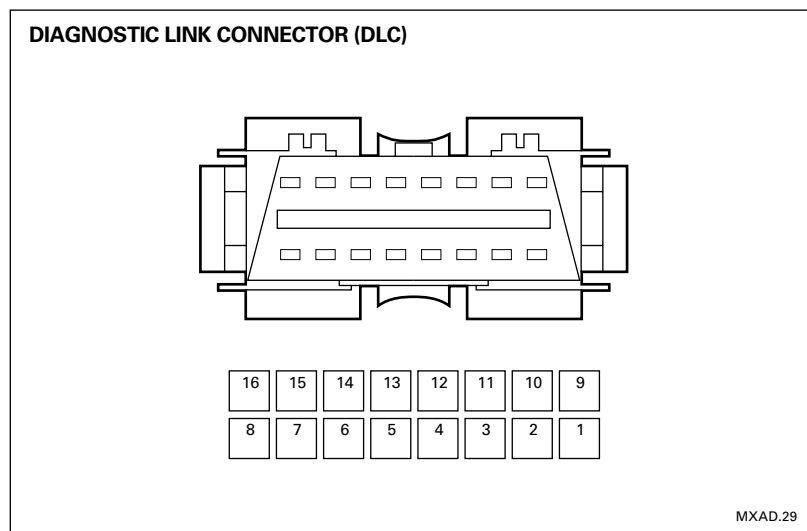 DIAGNOSTIC LINK CONNECTOR (DLC)
16 15 14 13 12 11 10 9
8 7 6 5 4 3 2 1
MXAD.29